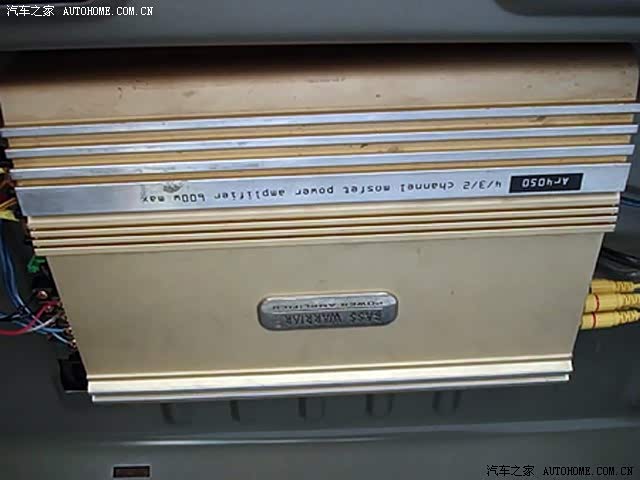 汽车之家 AUTOHOME.COM.CN
Ar4050
4/3/2 channel mosfet power amplifier 600w max
POWER AMPLIFIER
BASS WARRIAR
汽车之家 AUTOHOME.COM.CN